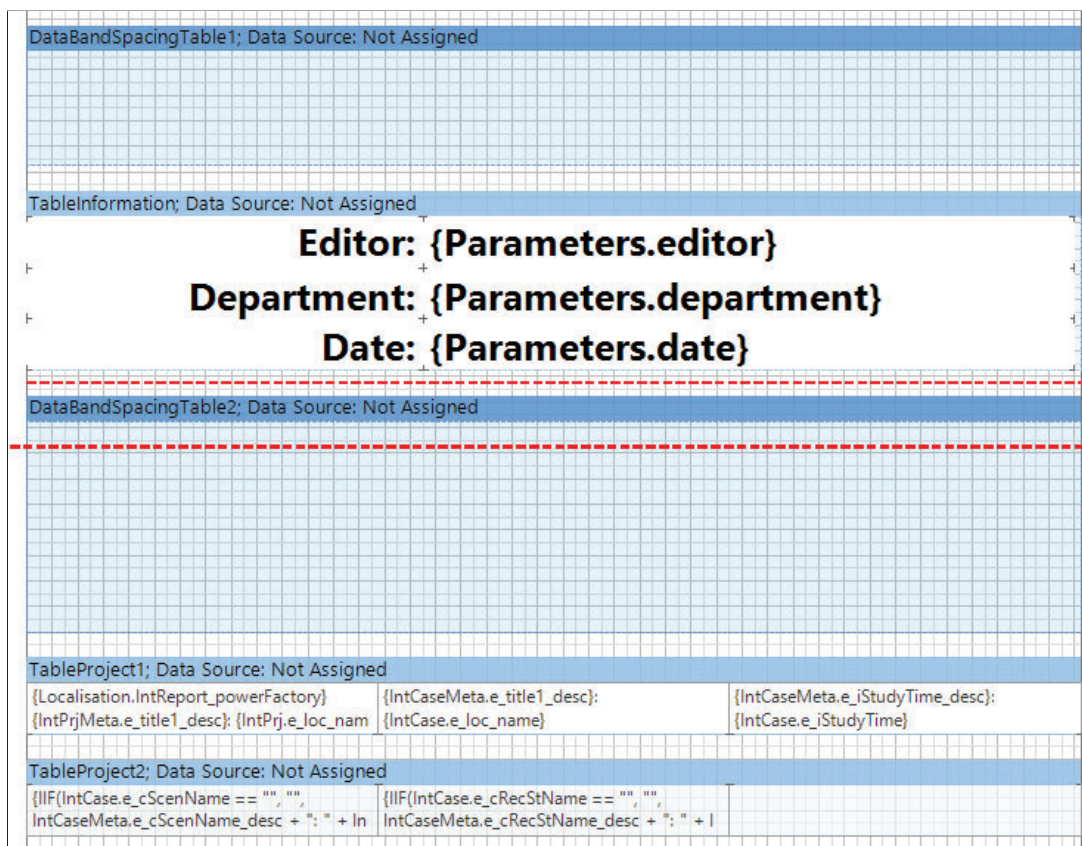 DataBandSpacingTable1; Data Source: Not Assigned
TableInformation; Data Source: Not Assigned
Editor: {Parameters.editor}
Department: {Parameters.department}
Date: {Parameters.date}
DataBandSpacingTable2; Data Source: Not Assigned
TableProject1; Data Source: Not Assigned
{Localisation.IntReport_powerFactory}
{IntPrjMeta.e_title1_desc}: {IntPrj.e_loc_nam
{IntCaseMeta.e_title1_desc}:
{IntCase.e_loc_name}
{IntCaseMeta.e_iStudyTime_desc}:
{IntCase.e_iStudyTime}
TableProject2; Data Source: Not Assigned
{IIF(IntCase.e_cScenName == "", "",
IntCaseMeta.e_cScenName_desc + ": " + In
{IIF(IntCase.e_cRecStName == "", "",
IntCaseMeta.e_cRecStName_desc + ": " + I